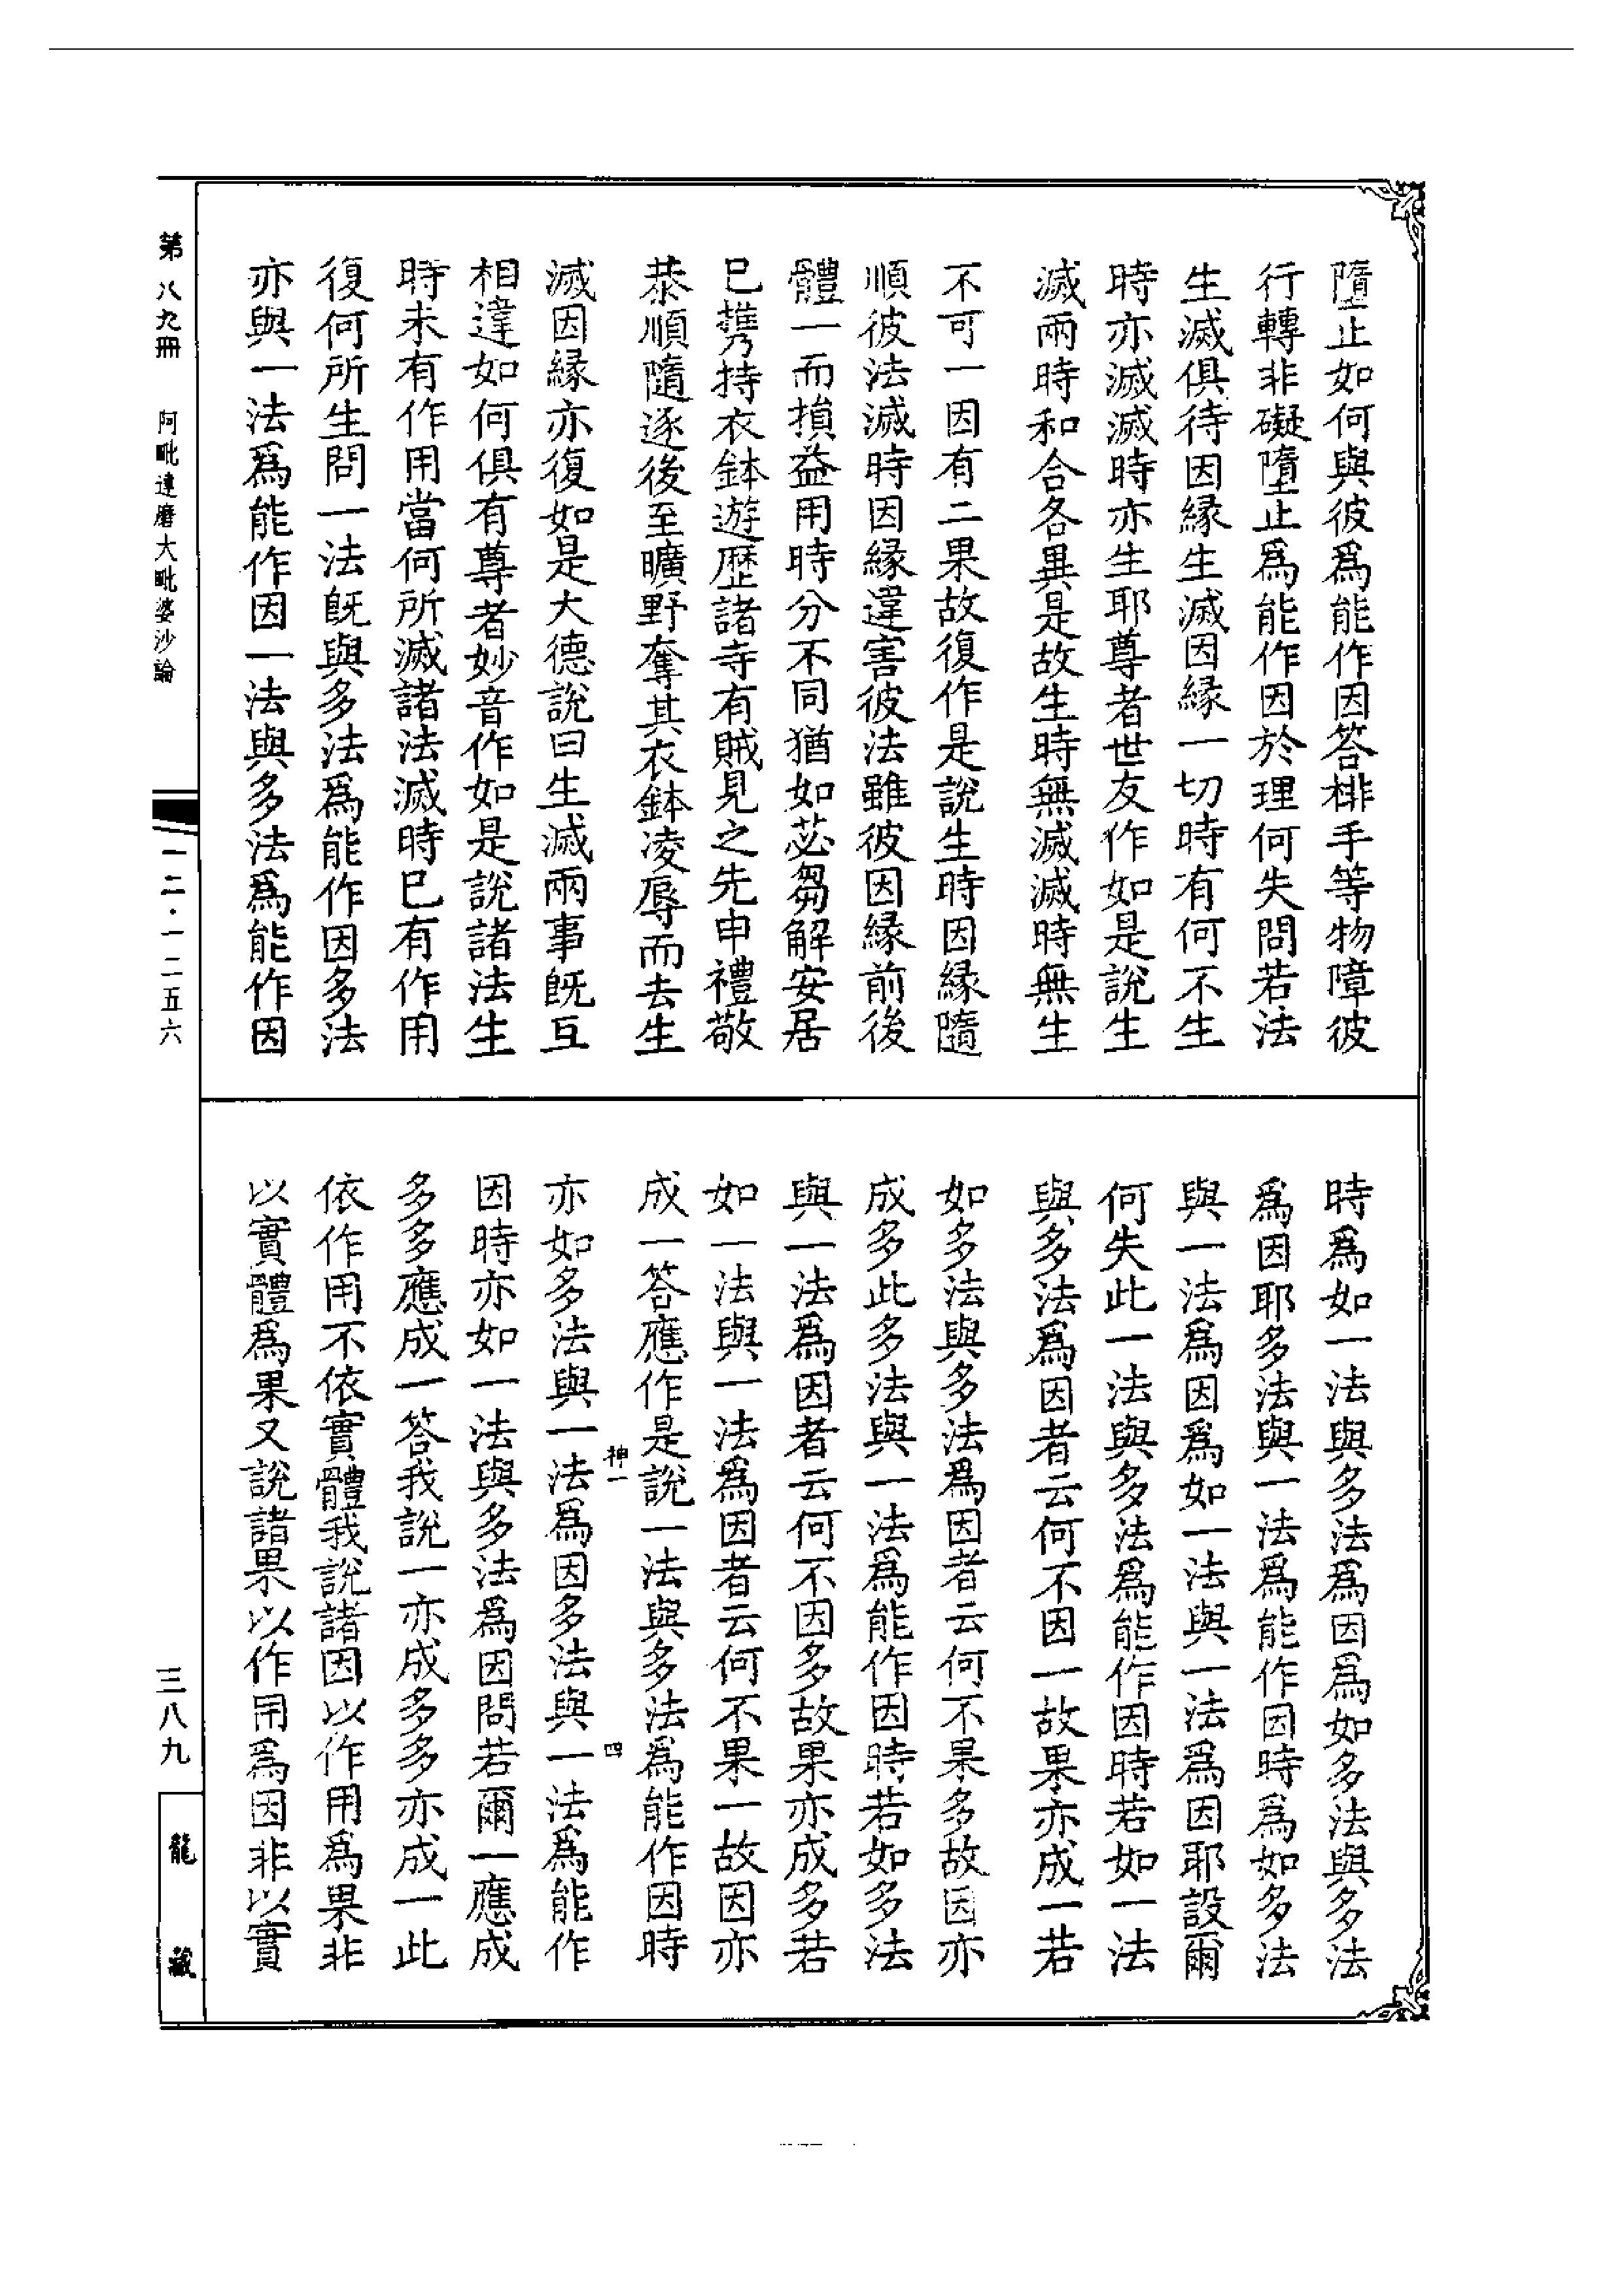 墮止如何與彼爲能作因答棑手等物障彼
行轉非礙墮止爲能作因於理何失問若法
生滅俱待因緣生滅因緣一切時有何不生
時亦滅滅時亦生耶尊者世友作如是說生
滅兩時和合各異是故生時無滅滅時無生
不可一因有二果故復作是說生時因緣隨
順彼法滅時因緣違害彼法雖彼因緣前後
體一而損益用時分不同猶如苾芻解安居
已攜持衣鉢遊歷諸寺有賊見之先申禮敬
恭順隨逐後至曠野奪其衣鉢凌辱而去生
滅因緣亦復如是大德說曰生滅兩事既互
相違如何俱有尊者妙音作如是說諸法生
時未有作用當何所滅諸法滅時已有作用
復何所生問一法既與多法爲能作因多法
亦與一法爲能作因一法與多法爲能作因
時爲如一法與多法爲因爲如多法與多法
爲因耶多法與一法爲能作因時爲如多法
與一法爲因爲如一法與一法爲因耶設爾
何失此一法與多法爲能作因時若如一法
與多法爲因者云何不因一故果亦成一若
如多法與多法爲因者云何不果多故因亦
成多此多法與一法爲能作因時若如多法
與一法爲因者云何不因多故果亦成多若
如一法與一法爲因者云何不果一故因亦
成一答應作是說一法與多法爲能作因時
神一 四
亦如多法與一法爲因多法與一法爲能作
因時亦如一法與多法爲因問若爾一應成
多多應成一答我說一亦成多多亦成一此
依作用不依實體我說諸因以作用爲果非
以實體爲果又說諸果以作用爲因非以實
第八九冊 阿毗達磨大毗婆沙論
一二·一二五六
三八九
龍藏